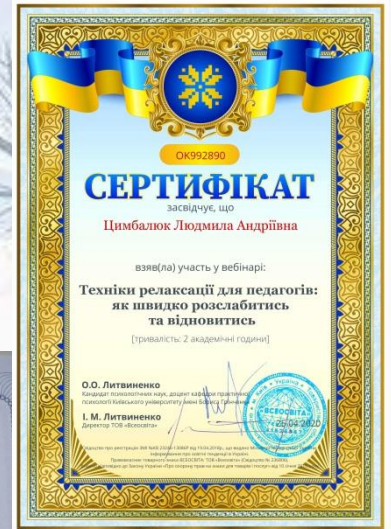 ОК992890
СЕРТИФІКАТ
засвідчує, що
Цимбалюк Людмила Андріївна
взяв(ла) участь у вебінарі:
Техніки релаксації для педагогів:
як швидко розслабитись
та відновитись
[тривалість: 2 академічні години]
О.О. Литвиненко
Кандидат психологічних наук, доцент кафедри практичної
психології Київського університету імені Бориса Грінченка
І. М. Литвиненко
Директор ТОВ «Всеосвіта»
ВСЕОСВІТА
26.04.2020